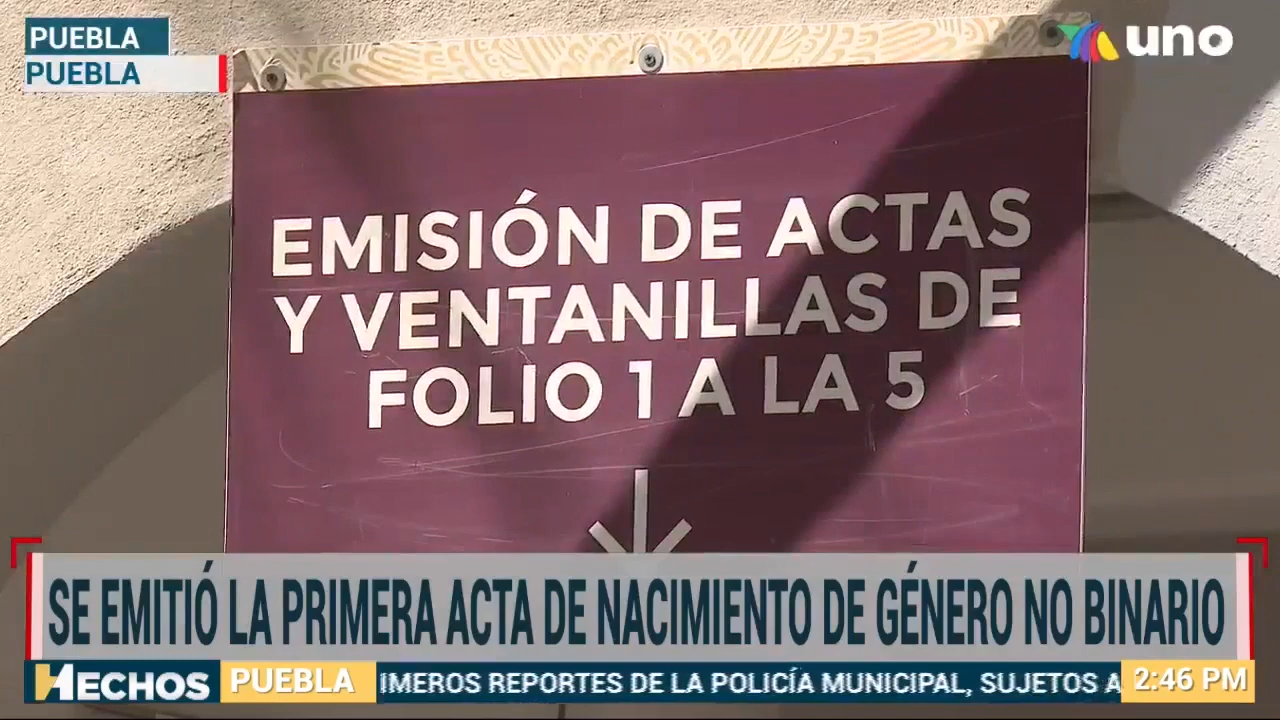 PUEBLA
PUEBLA
uno
EMISIÓN DE ACTAS
Y VENTANILLAS DE
FOLIO 1 A LA 5
SE EMITIÓ LA PRIMERA ACTA DE NACIMIENTO DE GÉNERO NO BINARIO
HECHOS PUEBLA IMEROS REPORTES DE LA POLICÍA MUNICIPAL, SUJETOS A 2:46 PM